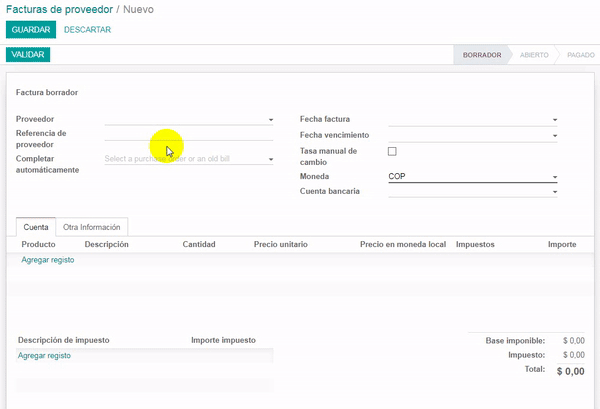 Facturas de proveedor / Nuevo
GUARDAR DESCARTAR
VALIDAR BORRADOR ABIERTO PAGADO
Factura borrador
Proveedor
Referencia de
proveedor
Completar Select a purchase order or an old bill
automáticamente
Fecha factura
Fecha vencimiento
Tasa manual de
cambio
Moneda COP
Cuenta bancaria
Cuenta Otra Información
Producto Descripción Cantidad Precio unitario Precio en moneda local Impuestos Importe
Agregar registo
Descripción de impuesto Importe impuesto
Agregar registo
Base imponible: $ 0,00
Impuesto: $ 0,00
Total: $ 0,00